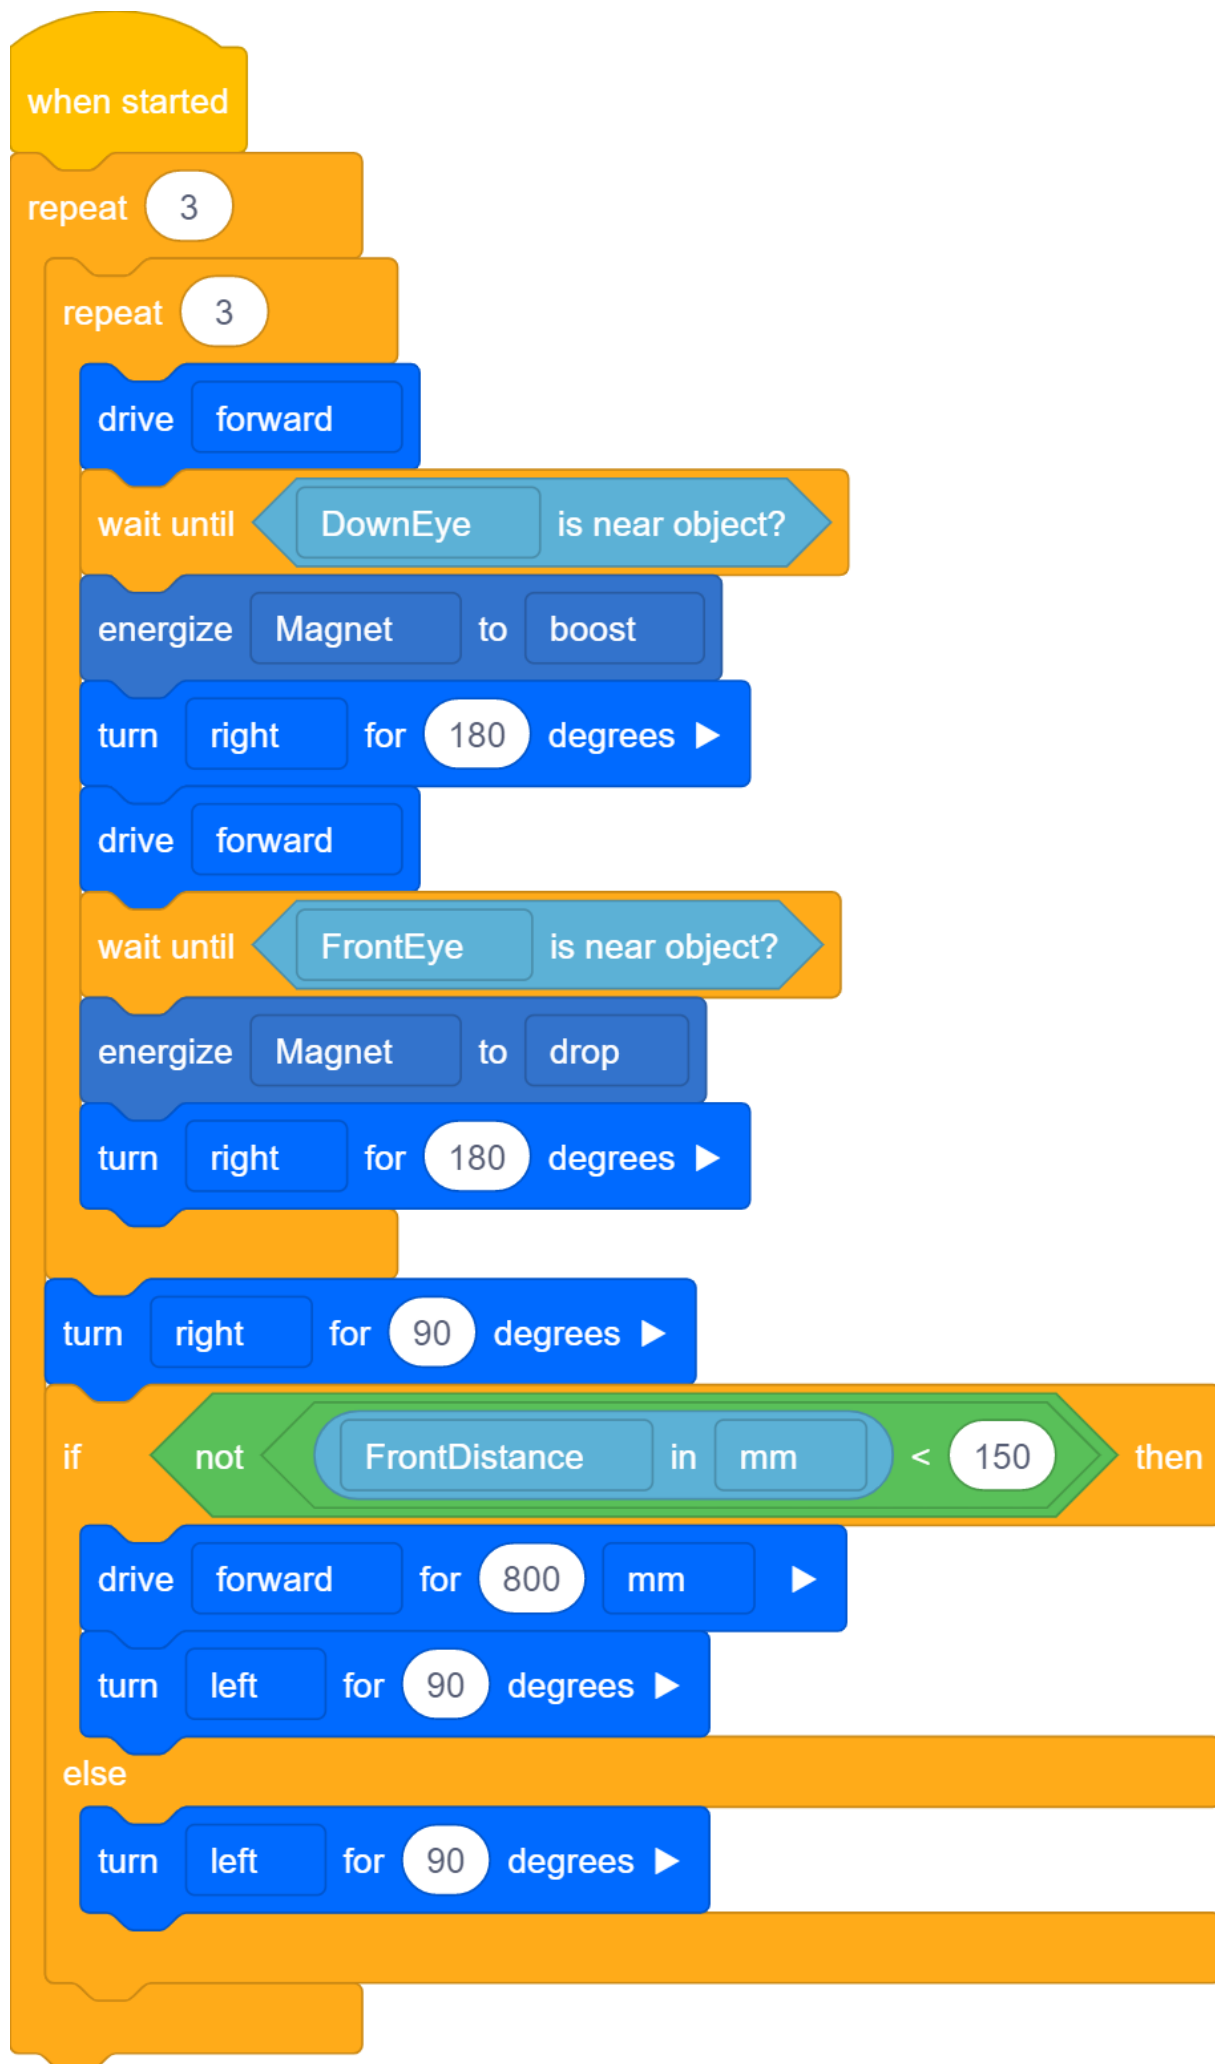 when started
repeat 3
repeat 3
drive forward
wait until DownEye is near object?
energize Magnet to boost
turn right for 180 degrees
drive forward
wait until FrontEye is near object?
energize Magnet to drop
turn right for 180 degrees
turn right for 90 degrees
if not FrontDistance in mm < 150 then
drive forward for 800 mm
turn left for 90 degrees
else
turn left for 90 degrees